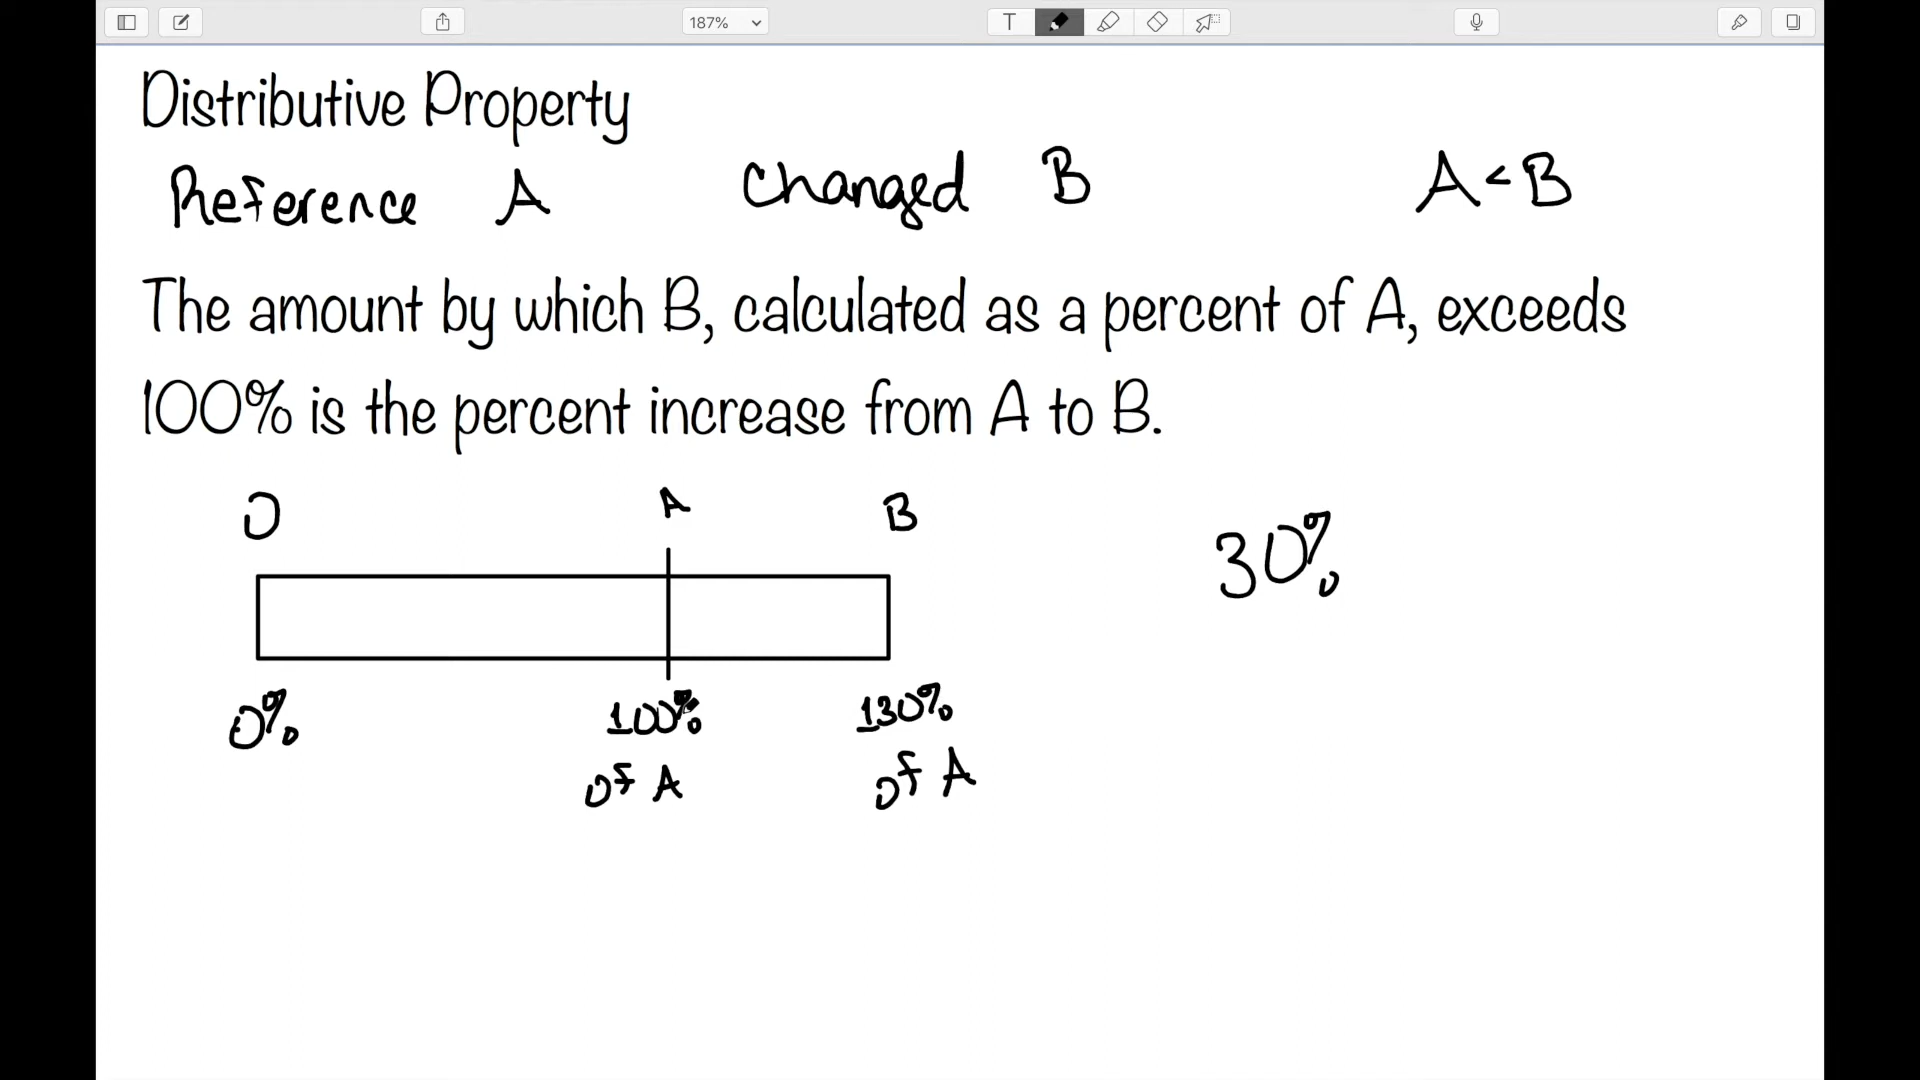 187%
T
Distributive Property
Reference A Changed B A < B
The amount by which B, calculated as a percent of A, exceeds
100% is the percent increase from A to B.
0 A B
30%
0% 100% 130%
of A of A